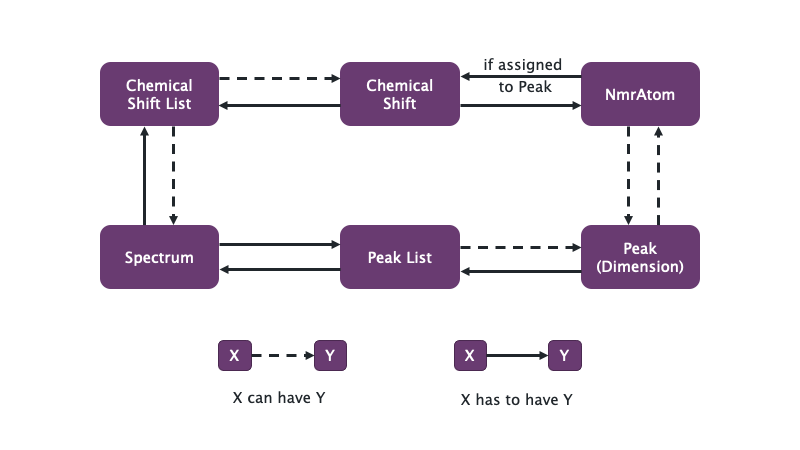 Chemical
Shift List
Chemical
Shift
if assigned
to Peak
NmrAtom
Spectrum
Peak List
Peak
(Dimension)
X
Y
X can have Y
X
Y
X has to have Y